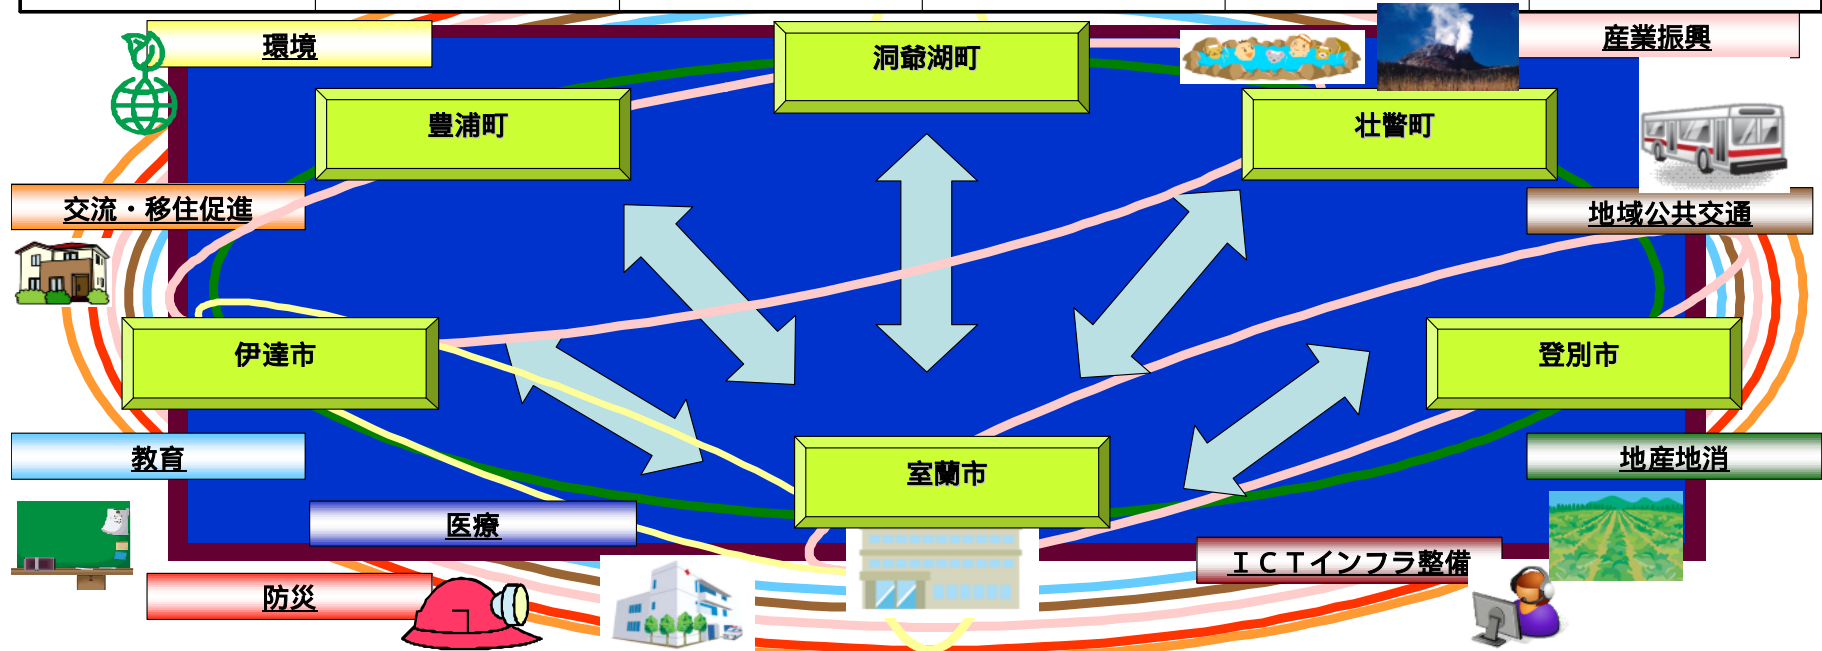 環境
洞爺湖町
産業振興
豊浦町
壮瞥町
交流・移住促進
地域公共交通
伊達市
登別市
教育
室蘭市
地産地消
医療
ＩＣＴインフラ整備
防災